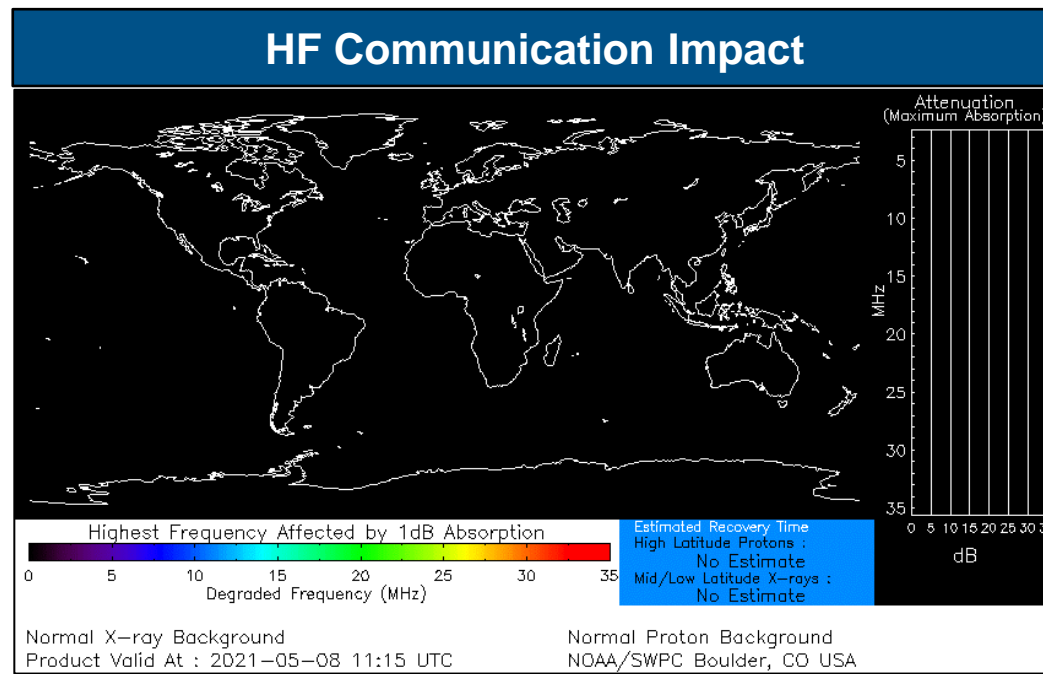 HF Communication Impact
Attenuation
(Maximum Absorption)
5
10
15
20
25
30
35
MHz
0 5 10 15 20 25 30
dB
Highest Frequency Affected by 1dB Absorption
0 5 10 15 20 25 30 35
Degraded Frequency (MHz)
Estimated Recovery Time
High Latitude Protons :
No Estimate
Mid/Low Latitude X-rays :
No Estimate
Normal X-ray Background
Normal Proton Background
Product Valid At : 2021-05-08 11:15 UTC
NOAA/SWPC Boulder, CO USA